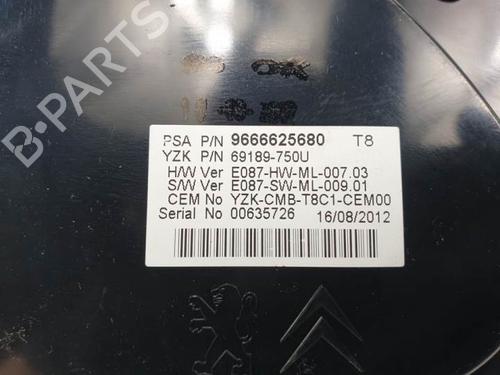 PSA P/N 9666625680 T8
YZK P/N 69189-750U
H/W Ver E087-HW-ML-007.03
S/W Ver E087-SW-ML-009.01
CEM No YZK-CMB-T8C1-CEM00
Serial No 00635726 16/08/2012